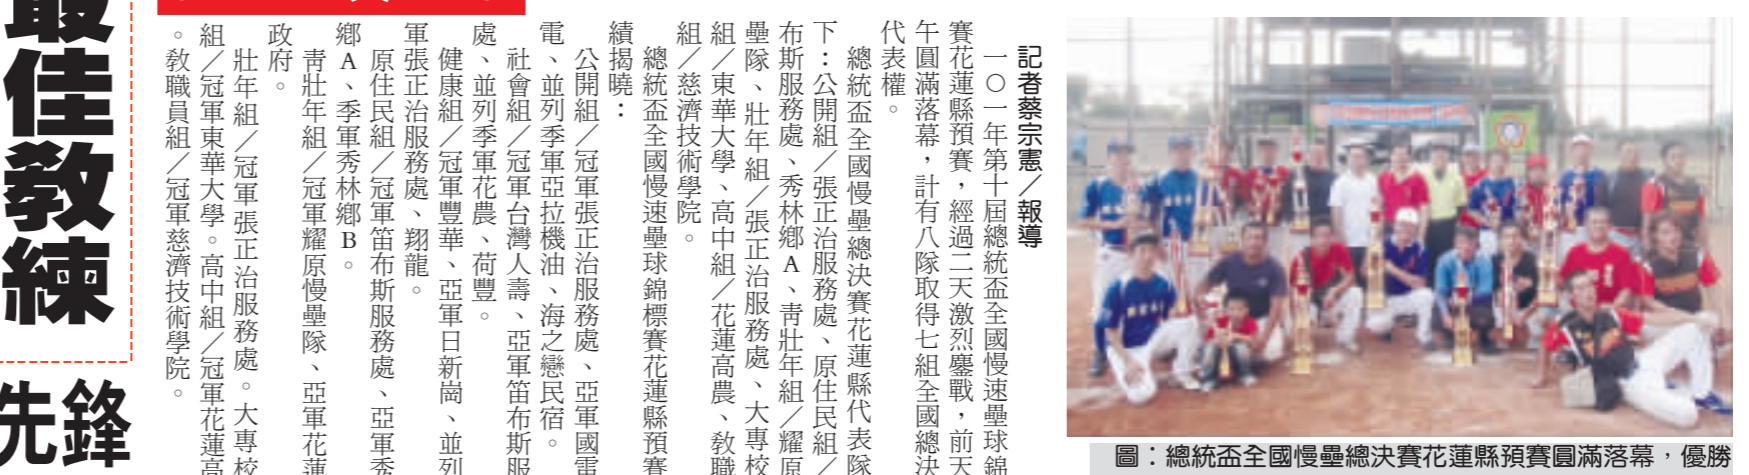 記者蔡宗憲／報導
一○一年第十屆總統盃全國慢速壘球錦
賽花蓮縣預賽，經過二天激烈鏖戰，前天
午圓滿落幕，計有八隊取得七組全國總決
代表權。
總統盃全國慢壘總決賽花蓮縣代表隊
下：公開組／張正治服務處、原住民組／
布斯服務處、秀林鄉A、青壯年組／耀原
壘隊、壯年組／張正治服務處、大專校
組／東華大學、高中組／花蓮高農、教職
組／慈濟技術學院。
總統盃全國慢速壘球錦標賽花蓮縣預賽
績揭曉：
公開組／冠軍張正治服務處、亞軍國雷
電、並列季軍亞拉機油、海之戀民宿。
社會組／冠軍台灣人壽、亞軍笛布斯服
處、並列季軍花農、荷豐。
健康組／冠軍豐華、亞軍日新崗、並列
軍張正治服務處、翔龍。
原住民組／冠軍笛布斯服務處、亞軍秀
鄉A、季軍秀林鄉B。
青壯年組／冠軍耀原慢壘隊、亞軍花蓮
政府。
壯年組／冠軍張正治服務處。大專校
組／冠軍東華大學。高中組／冠軍花蓮高
。教職員組／冠軍慈濟技術學院。
圖：總統盃全國慢壘總決賽花蓮縣預賽圓滿落幕，優勝
最佳教練
先鋒